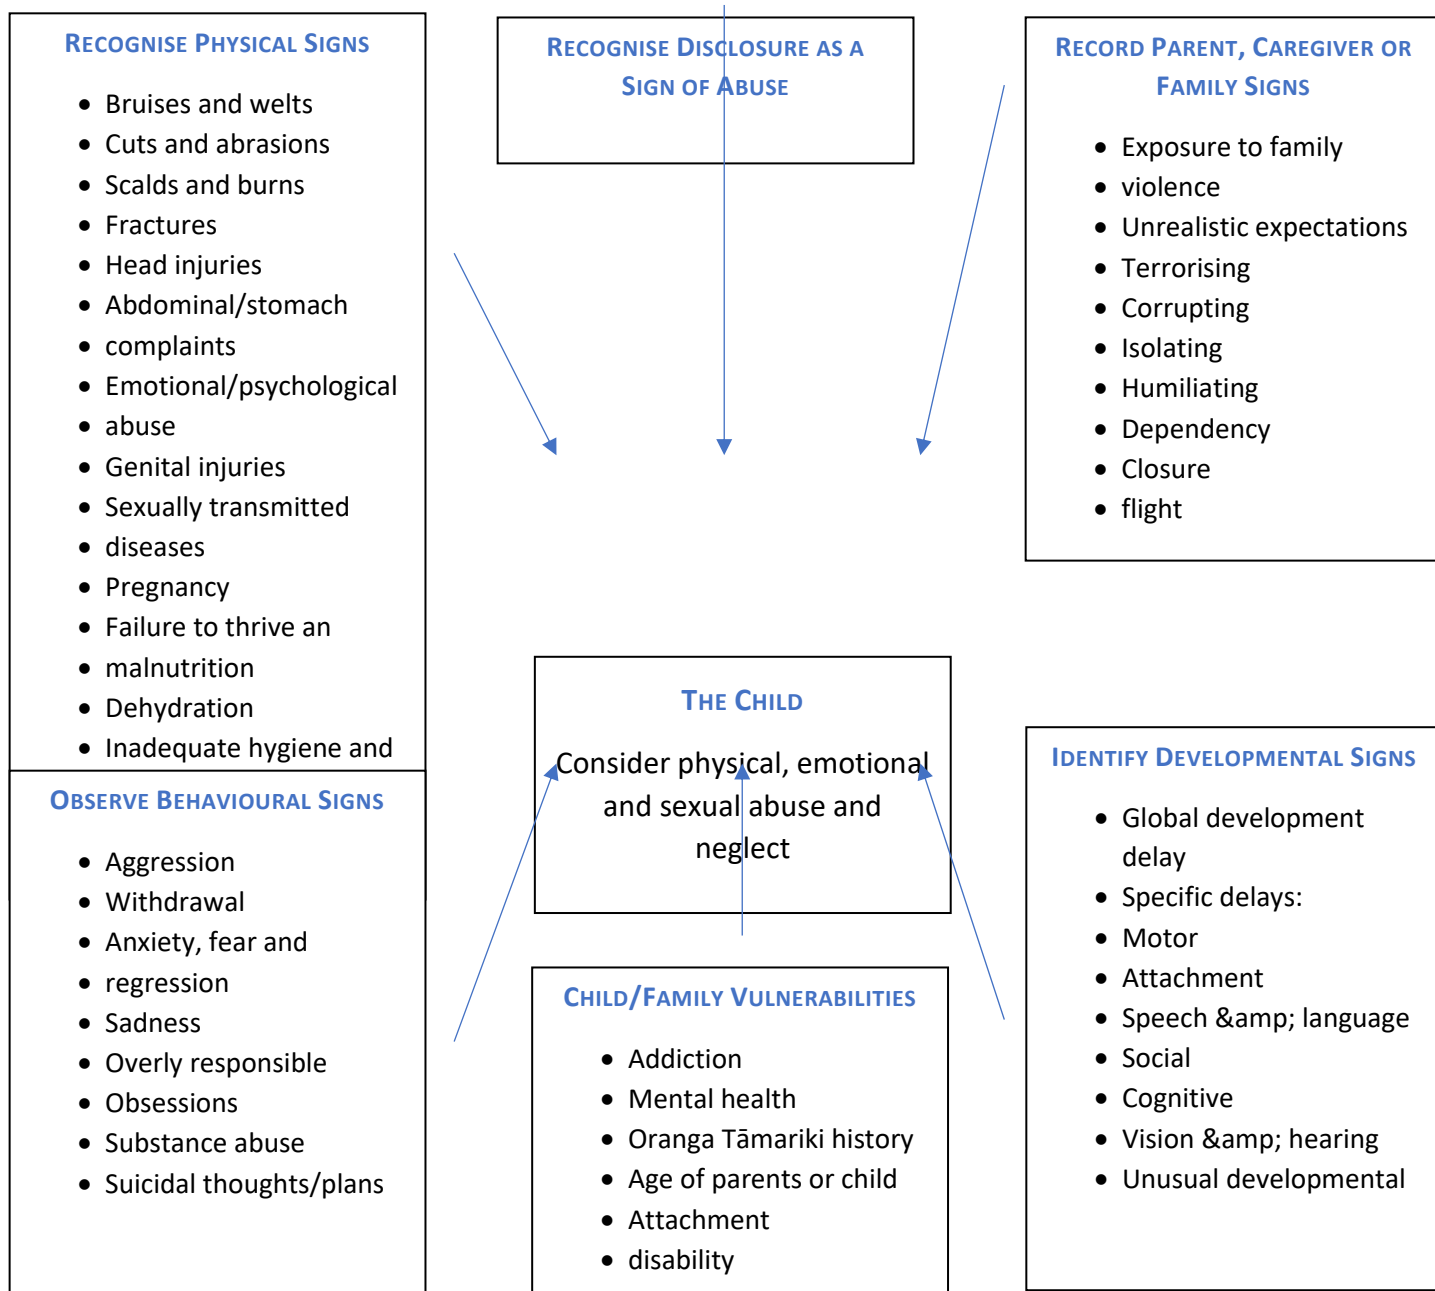 RECOGNISE PHYSICAL SIGNS
• Bruises and welts
• Cuts and abrasions
• Scalds and burns
• Fractures
• Head injuries
• Abdominal/stomach
• complaints
• Emotional/psychological
• abuse
• Genital injuries
• Sexually transmitted
• diseases
• Pregnancy
• Failure to thrive an
• malnutrition
• Dehydration
• Inadequate hygiene and
RECOGNISE DISCLOSURE AS A
SIGN OF ABUSE
RECORD PARENT, CAREGIVER OR
FAMILY SIGNS
• Exposure to family
• violence
• Unrealistic expectations
• Terrorising
• Corrupting
• Isolating
• Humiliating
• Dependency
• Closure
• flight
THE CHILD
Consider physical, emotional
and sexual abuse and
neglect
OBSERVE BEHAVIOURAL SIGNS
• Aggression
• Withdrawal
• Anxiety, fear and
• regression
• Sadness
• Overly responsible
• Obsessions
• Substance abuse
• Suicidal thoughts/plans
CHILD/FAMILY VULNERABILITIES
• Addiction
• Mental health
• Oranga Tāmariki history
• Age of parents or child
• Attachment
• disability
IDENTIFY DEVELOPMENTAL SIGNS
• Global development
delay
• Specific delays:
• Motor
• Attachment
• Speech &amp; language
• Social
• Cognitive
• Vision &amp; hearing
• Unusual developmental